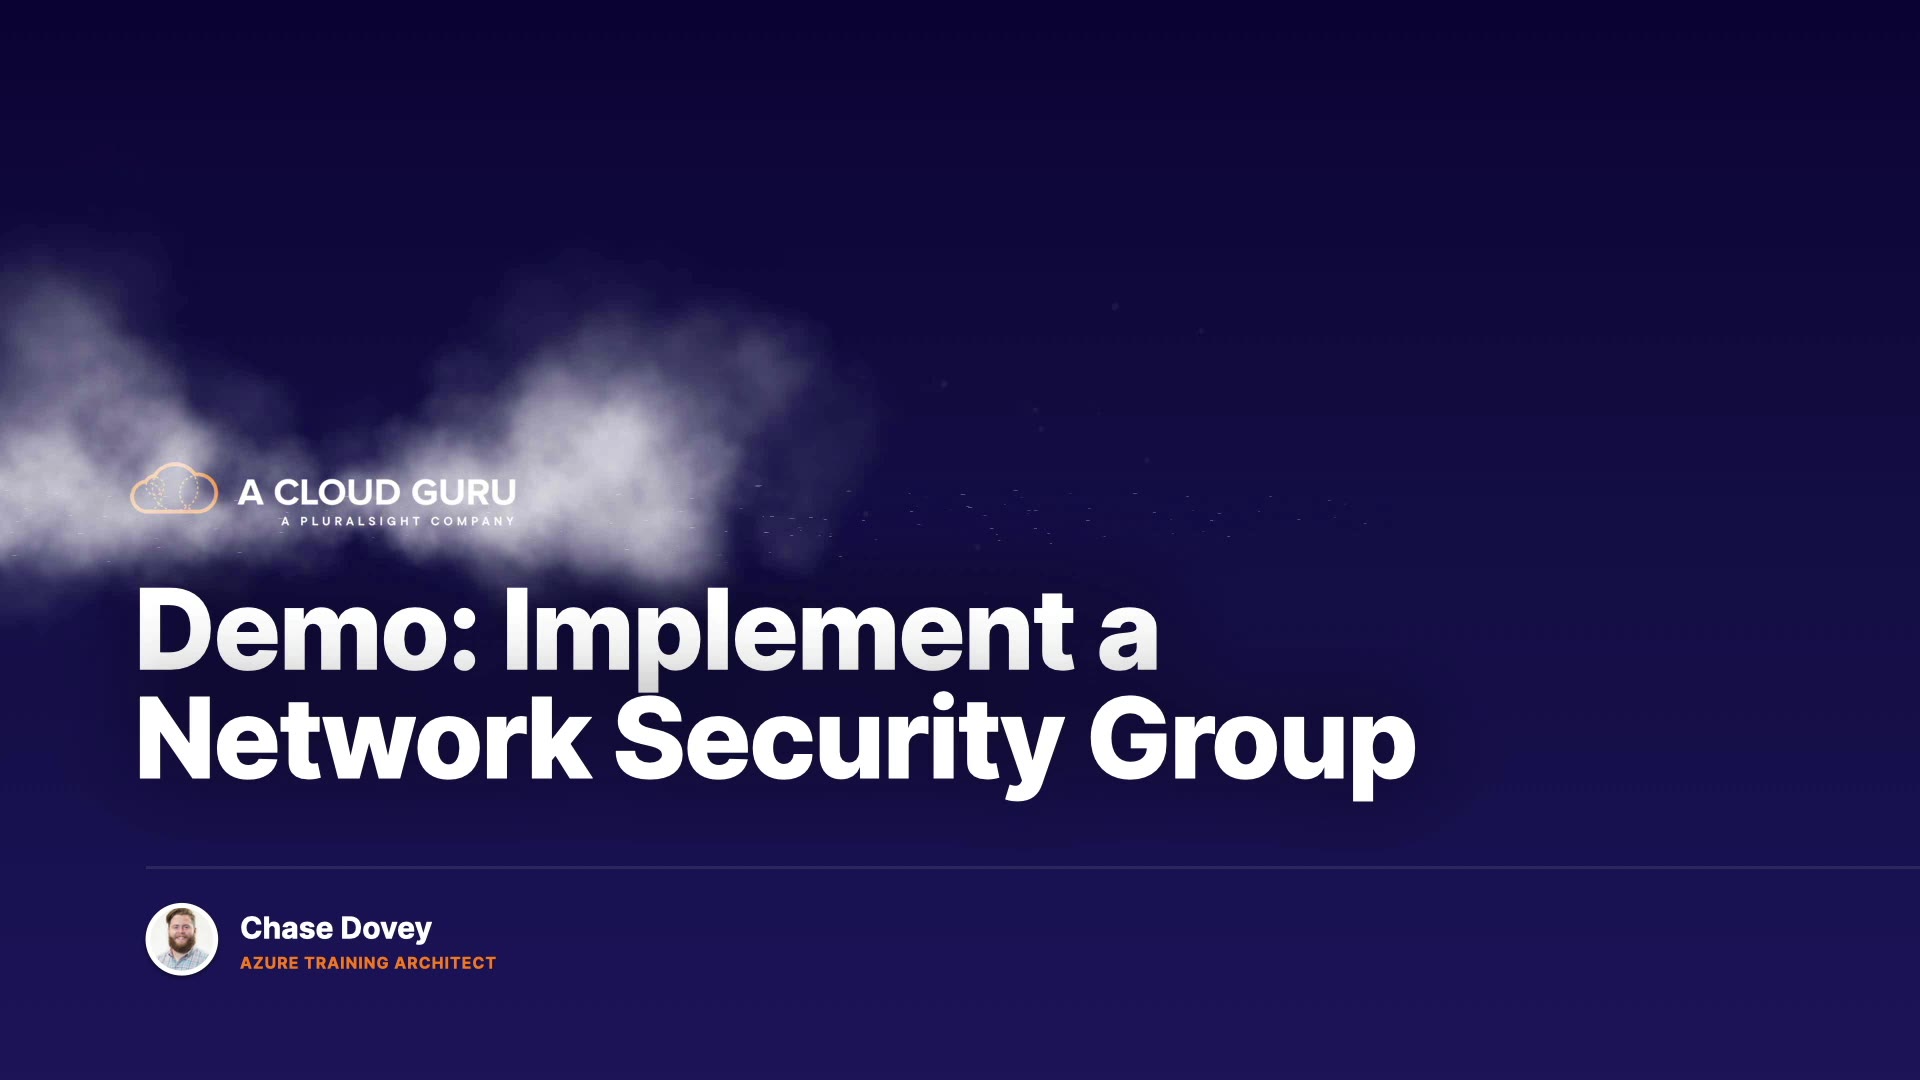 A CLOUD GURU
A PLURALSIGHT COMPANY
Demo: Implement a
Network Security Group
Chase Dovey
AZURE TRAINING ARCHITECT